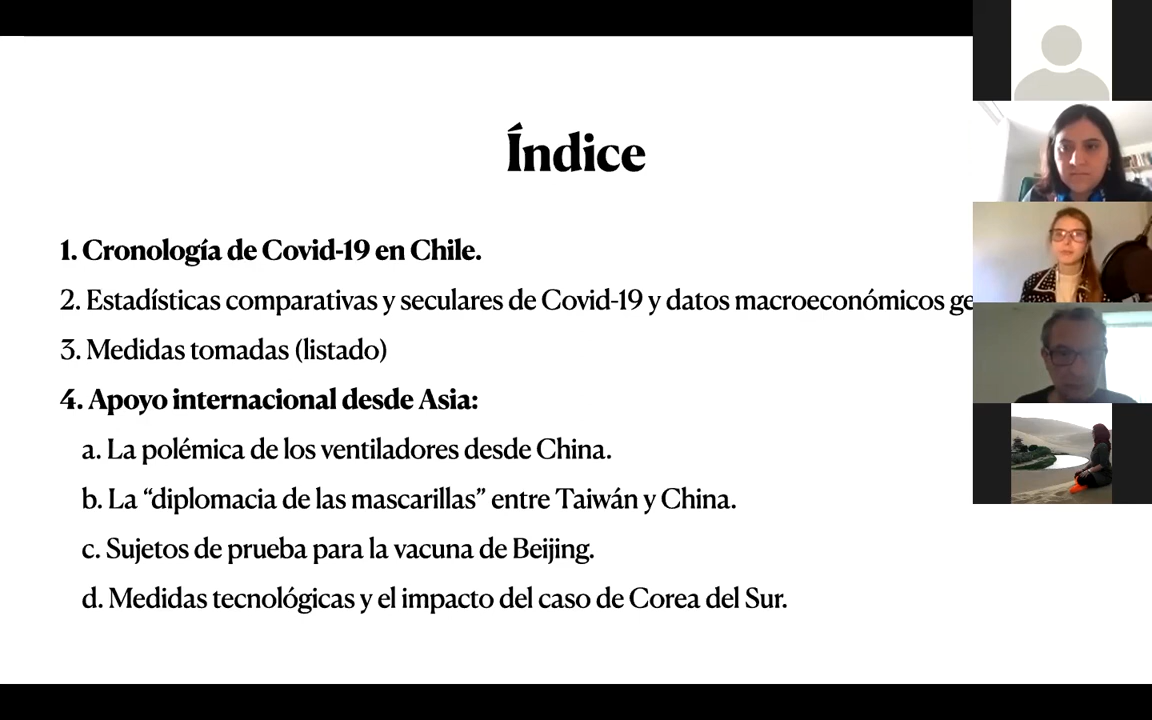 Índice
1. Cronología de Covid-19 en Chile.
2. Estadísticas comparativas y seculares de Covid-19 y datos macroeconómicos
3. Medidas tomadas (listado)
4. Apoyo internacional desde Asia:
a. La polémica de los ventiladores desde China.
b. La “diplomacia de las mascarillas” entre Taiwán y China.
c. Sujetos de prueba para la vacuna de Beijing.
d. Medidas tecnológicas y el impacto del caso de Corea del Sur.